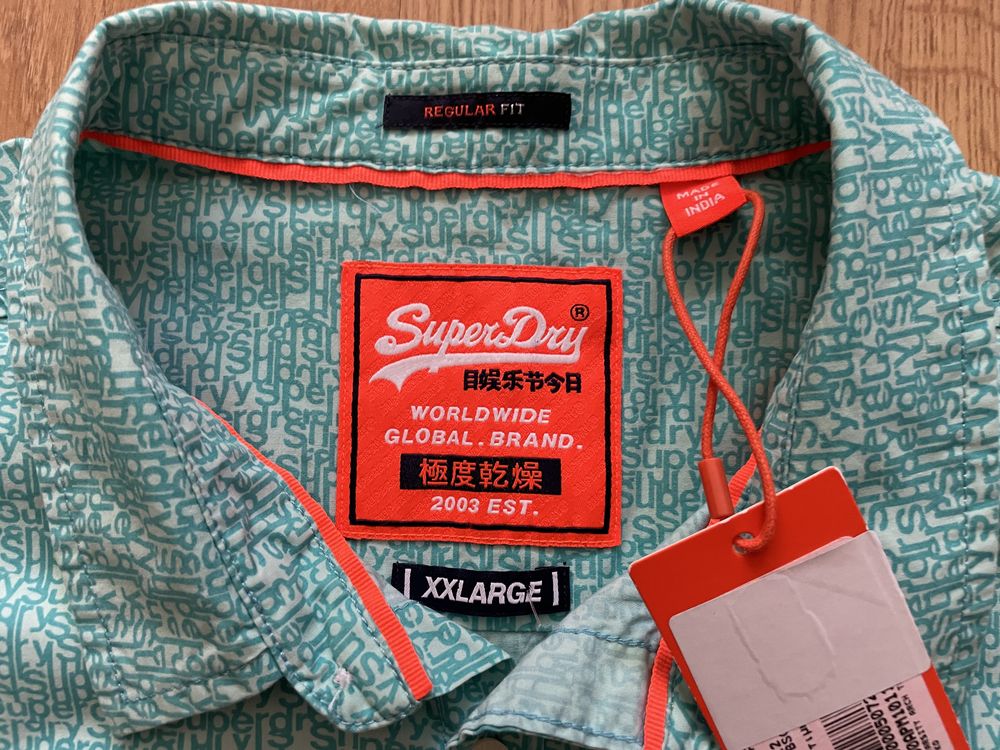 REGULAR FIT
MADE
IN
INDIA
SuperDry®
目娱乐节今日
WORLDWIDE
GLOBAL.BRAND.
極度乾燥
2003 EST.
XXLARGE